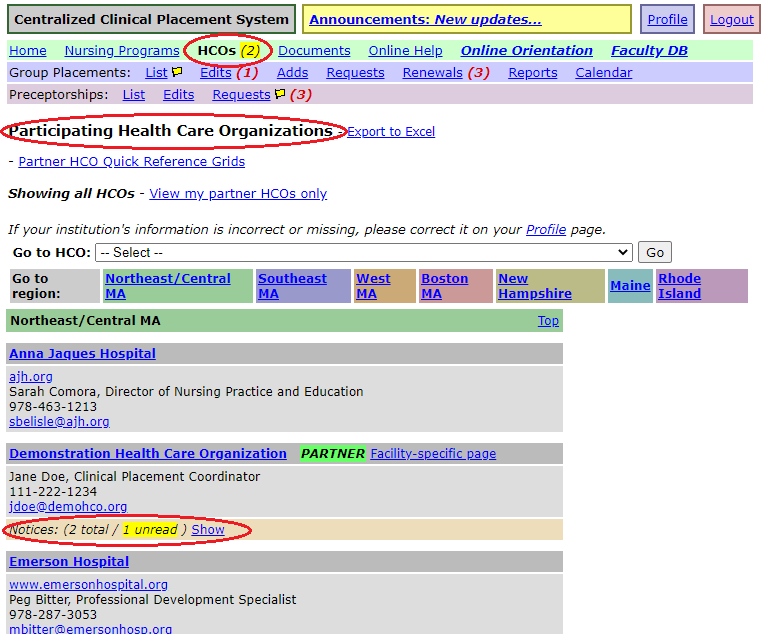 Centralized Clinical Placement System
Announcements: New updates...
Profile
Logout
Home Nursing Programs HCOs (2) Documents Online Help Online Orientation Faculty DB
Group Placements: List Edits (1) Adds Requests Renewals (3) Reports Calendar
Preceptorships: List Edits Requests (3)
Participating Health Care Organizations - Export to Excel
- Partner HCO Quick Reference Grids
Showing all HCOs - View my partner HCOs only
If your institution's information is incorrect or missing, please correct it on your Profile page.
Go to HCO: -- Select -- Go
Go to region: Northeast/Central MA Southeast MA West MA Boston MA New Hampshire Maine Rhode Island
Northeast/Central MA Top
Anna Jaques Hospital
ajh.org
Sarah Comora, Director of Nursing Practice and Education
978-463-1213
sbelisle@ajh.org
Demonstration Health Care Organization PARTNER Facility-specific page
Jane Doe, Clinical Placement Coordinator
111-222-1234
jdoe@demohco.org
Notices: (2 total / 1 unread ) Show
Emerson Hospital
www.emersonhospital.org
Peg Bitter, Professional Development Specialist
978-287-3053
mbitter@emersonhosp.org